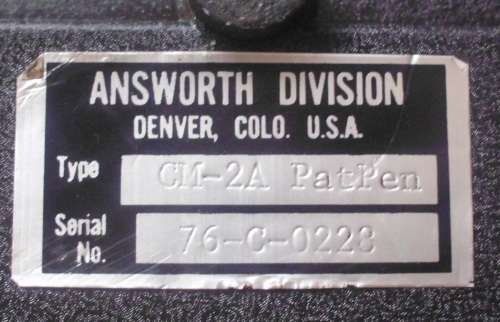 ANSWORTH DIVISION
DENVER, COLO. U.S.A.
Type CM-2A PatPen
Serial No. 76-C-0228